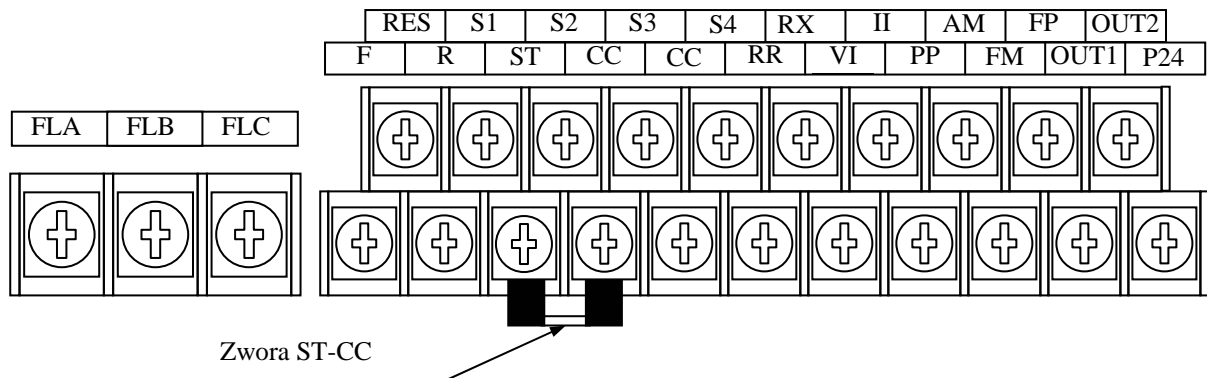 RES S1 S2 S3 S4 RX II AM FP OUT2
F R ST CC CC RR VI PP FM OUT1 P24
FLA FLB FLC
Zwora ST-CC